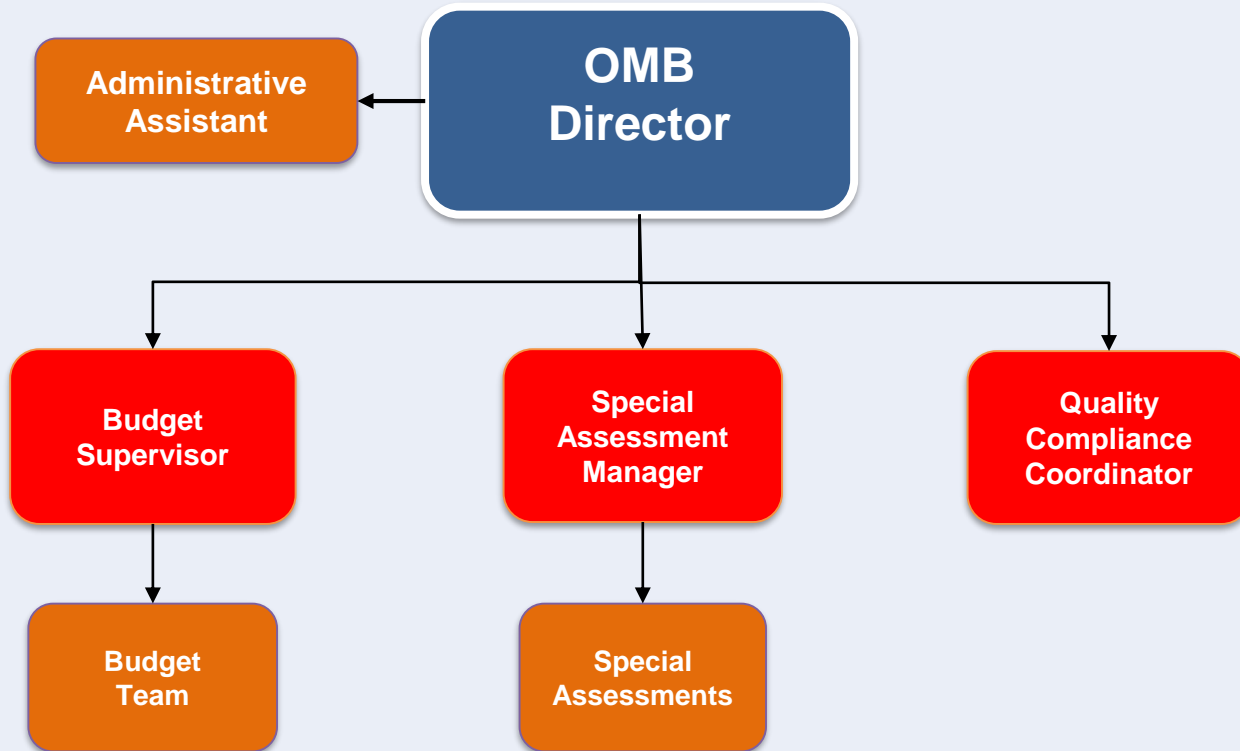 OMB
Director
Administrative
Assistant
Budget
Supervisor
Special
Assessment
Manager
Quality
Compliance
Coordinator
Budget
Team
Special
Assessments